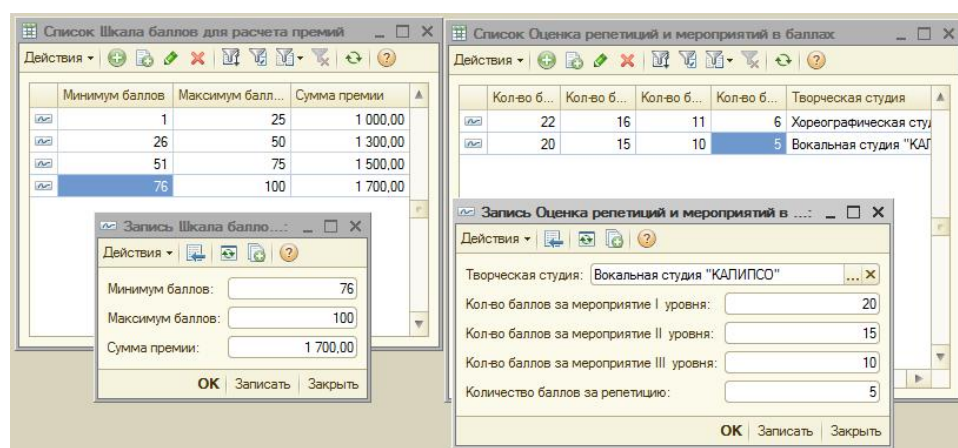 Список Шкала баллов для расчета премий
Действия
Минимум баллов Максимум балл... Сумма премии
1 25 1 000,00
26 50 1 300,00
51 75 1 500,00
76 100 1 700,00
Запись Шкала балло...:
Действия
Минимум баллов: 76
Максимум баллов: 100
Сумма премии: 1 700,00
OK Записать Закрыть
Список Оценка репетиций и мероприятий в баллах
Действия
Кол-во б... Кол-во б... Кол-во б... Кол-во б... Творческая студия
22 16 11 6 Хореографическая сту
20 15 10 5 Вокальная студия "КАЛ
Запись Оценка репетиций и мероприятий в ...:
Действия
Творческая студия: Вокальная студия "КАЛИПСО" ...
Кол-во баллов за мероприятие I уровня: 20
Кол-во баллов за мероприятие II уровня: 15
Кол-во баллов за мероприятие III уровня: 10
Количество баллов за репетицию: 5
OK Записать Закрыть